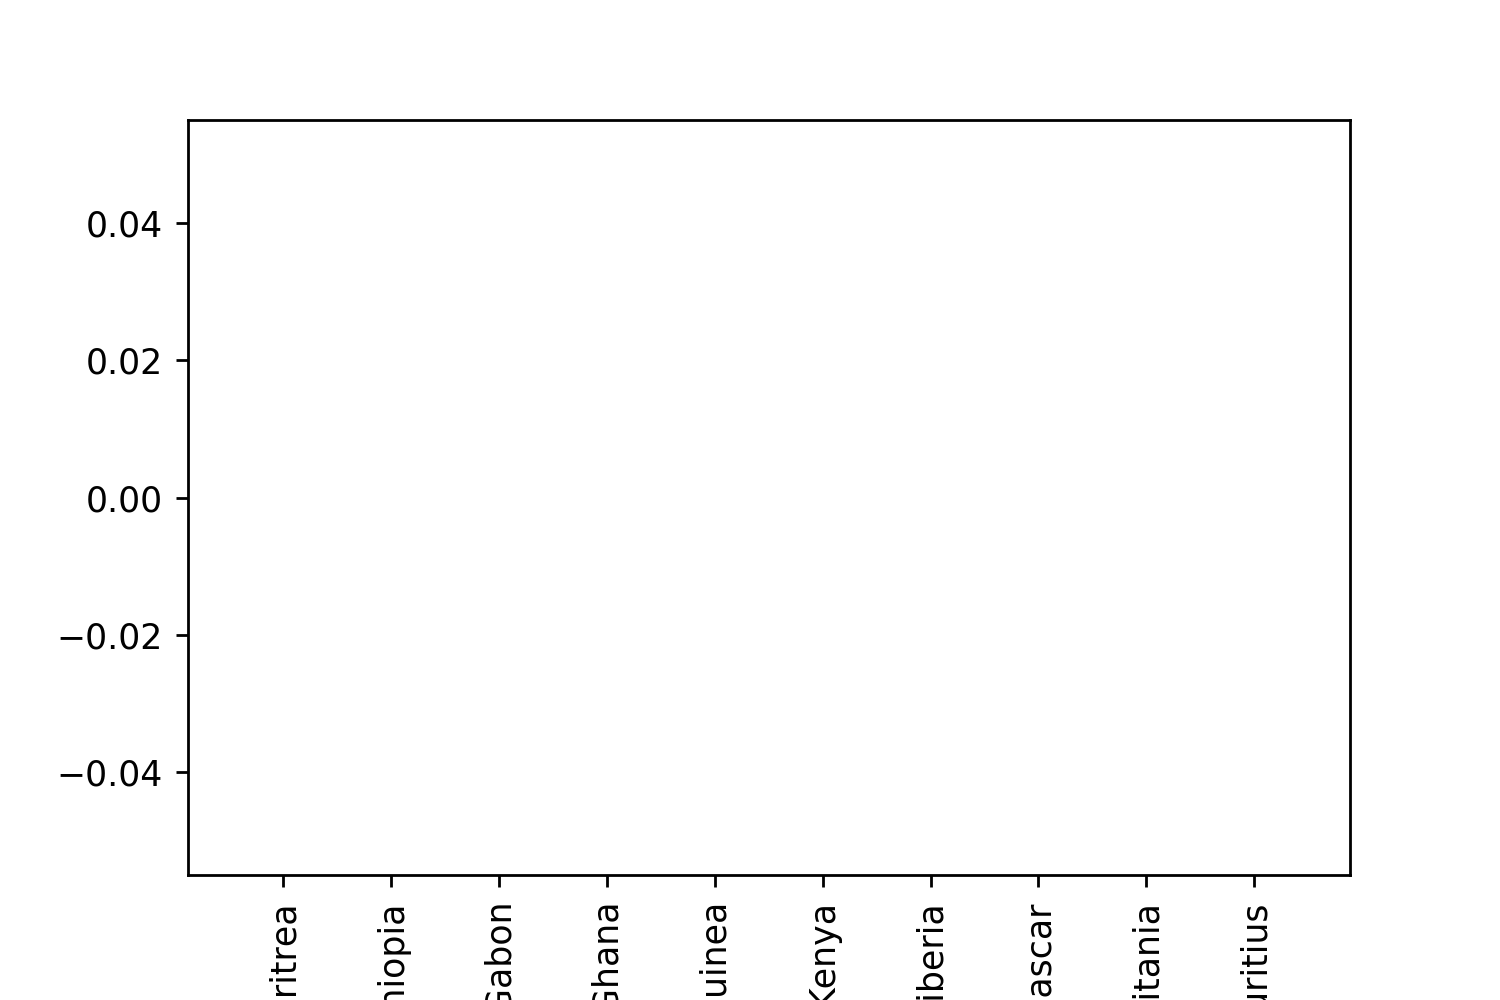 0.04
0.02
0.00
−0.02
−0.04
ritrea
hiopia
Gabon
Ghana
uinea
Kenya
iberia
ascar
itania
uritius